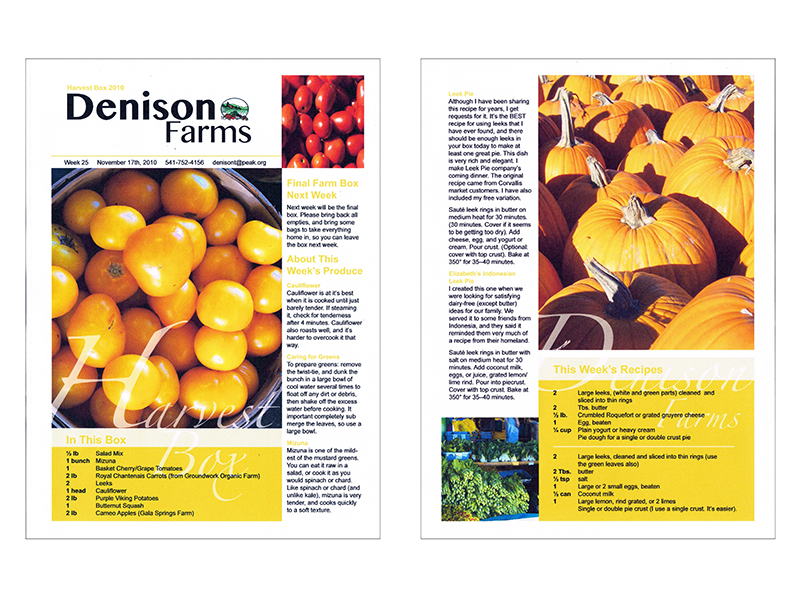 Harvest Box 2010
Denison
Farms
Week 25 November 17th, 2010 541-752-4156 denisont@peak.org
Harvest
Box
In This Box
½ lb Salad Mix
1 bunch Mizuna
1 Basket Cherry/Grape Tomatoes
2 lb Royal Chantenais Carrots (from Groundwork Organic Farm)
2 Leeks
1 head Cauliflower
2 lb Purple Viking Potatoes
1 Butternut Squash
2 lb Cameo Apples (Gala Springs Farm)
Final Farm Box
Next Week
Next week will be the final
box. Please bring back all
empties, and bring some
bags to take everything
home in, so you can leave
the box next week.
About This
Week's Produce
Cauliflower
Cauliflower is at it's best
when it is cooked until just
barely tender. If steaming
it, check for tenderness
after 4 minutes. Cauliflower
also roasts well, and it's
harder to overcook it that
way.
Caring for Greens
To prepare greens: remove
the twist-tie, and dunk the
bunch in a large bowl of
cool water several times to
float off any dirt or debris,
then shake off the excess
water before cooking. It
important completely sub
merge the leaves, so use a
large bowl.
Mizuna
Mizuna is one of the mild-
est of the mustard greens.
You can eat it raw in a
salad, or cook it as you
would spinach or chard.
Like spinach or chard (and
unlike kale), mizuna is very
tender, and cooks quickly
to a soft texture.
Leek Pie
Although I have been sharing
this recipe for years, I get
requests for it. It's the BEST
recipe for using leeks that I
have ever found, and there
should be enough leeks in
your box today to make at
least one great pie. This dish
is very rich and elegant. I
make Leek Pie company's
coming dinner. The original
recipe came from Corvallis
market customers. I have also
included my free variation.
Sauté leek rings in butter on
medium heat for 30 minutes.
(30 minutes. Cover if it seems
to be getting too dry). Add
cheese, egg, and yogurt or
cream. Pour crust. (Optional:
cover with top crust). Bake at
350° for 35–40 minutes.
Elizabeth's Indonesian
Leek Pie
I created this one when we
were looking for satisfying
dairy-free (except butter)
ideas for our family. We
served it to some friends from
Indonesia, and they said it
reminded them very much of
a recipe from their homeland.
Sauté leek rings in butter with
salt on medium heat for 30
minutes. Add coconut milk,
eggs, or juice, grated lemon/
lime rind. Pour into piecrust.
Cover with top crust. Bake at
350° for 35–40 minutes.
Denison
Farms
This Week's Recipes
2 Large leeks, (white and green parts) cleaned and
sliced into thin rings
2 Tbs. butter
½ lb. Crumbled Roquefort or grated gruyere cheese
1 Egg, beaten
¼ cup Plain yogurt or heavy cream
Pie dough for a single or double crust pie
2 Large leeks, cleaned and sliced into thin rings (use
the green leaves also)
2 Tbs. butter
½ tsp salt
1 Large or 2 small eggs, beaten
½ can Coconut milk
1 Large lemon, rind grated, or 2 limes
Single or double pie crust (I use a single crust. It's easier).